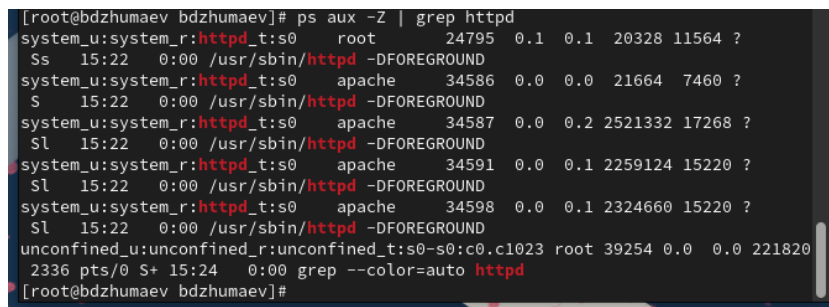 [root@bdzhumaev bdzhumaev]# ps aux -Z | grep httpd
system_u:system_r:httpd_t:s0    root       24795  0.1  0.1  20328 11564 ?
 Ss   15:22   0:00 /usr/sbin/httpd -DFOREGROUND
system_u:system_r:httpd_t:s0    apache     34586  0.0  0.0  21664  7460 ?
 S    15:22   0:00 /usr/sbin/httpd -DFOREGROUND
system_u:system_r:httpd_t:s0    apache     34587  0.0  0.2 2521332 17268 ?
 Sl   15:22   0:00 /usr/sbin/httpd -DFOREGROUND
system_u:system_r:httpd_t:s0    apache     34591  0.0  0.1 2259124 15220 ?
 Sl   15:22   0:00 /usr/sbin/httpd -DFOREGROUND
system_u:system_r:httpd_t:s0    apache     34598  0.0  0.1 2324660 15220 ?
 Sl   15:22   0:00 /usr/sbin/httpd -DFOREGROUND
unconfined_u:unconfined_r:unconfined_t:s0-s0:c0.c1023 root 39254 0.0  0.0 221820
 2336 pts/0 S+ 15:24   0:00 grep --color=auto httpd
[root@bdzhumaev bdzhumaev]#